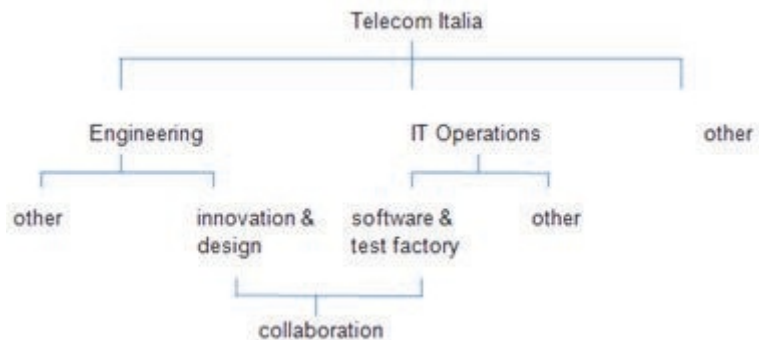 Telecom Italia
Engineering
IT Operations
other
other
innovation &
design
software &
test factory
other
collaboration